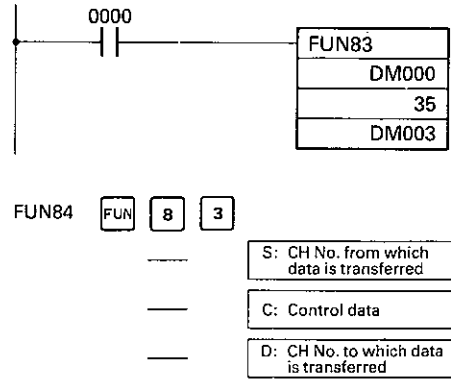 0000
FUN83
DM000
35
DM003
FUN84 FUN 8 3
S: CH No. from which
data is transferred
C: Control data
D: CH No. to which data
is transferred